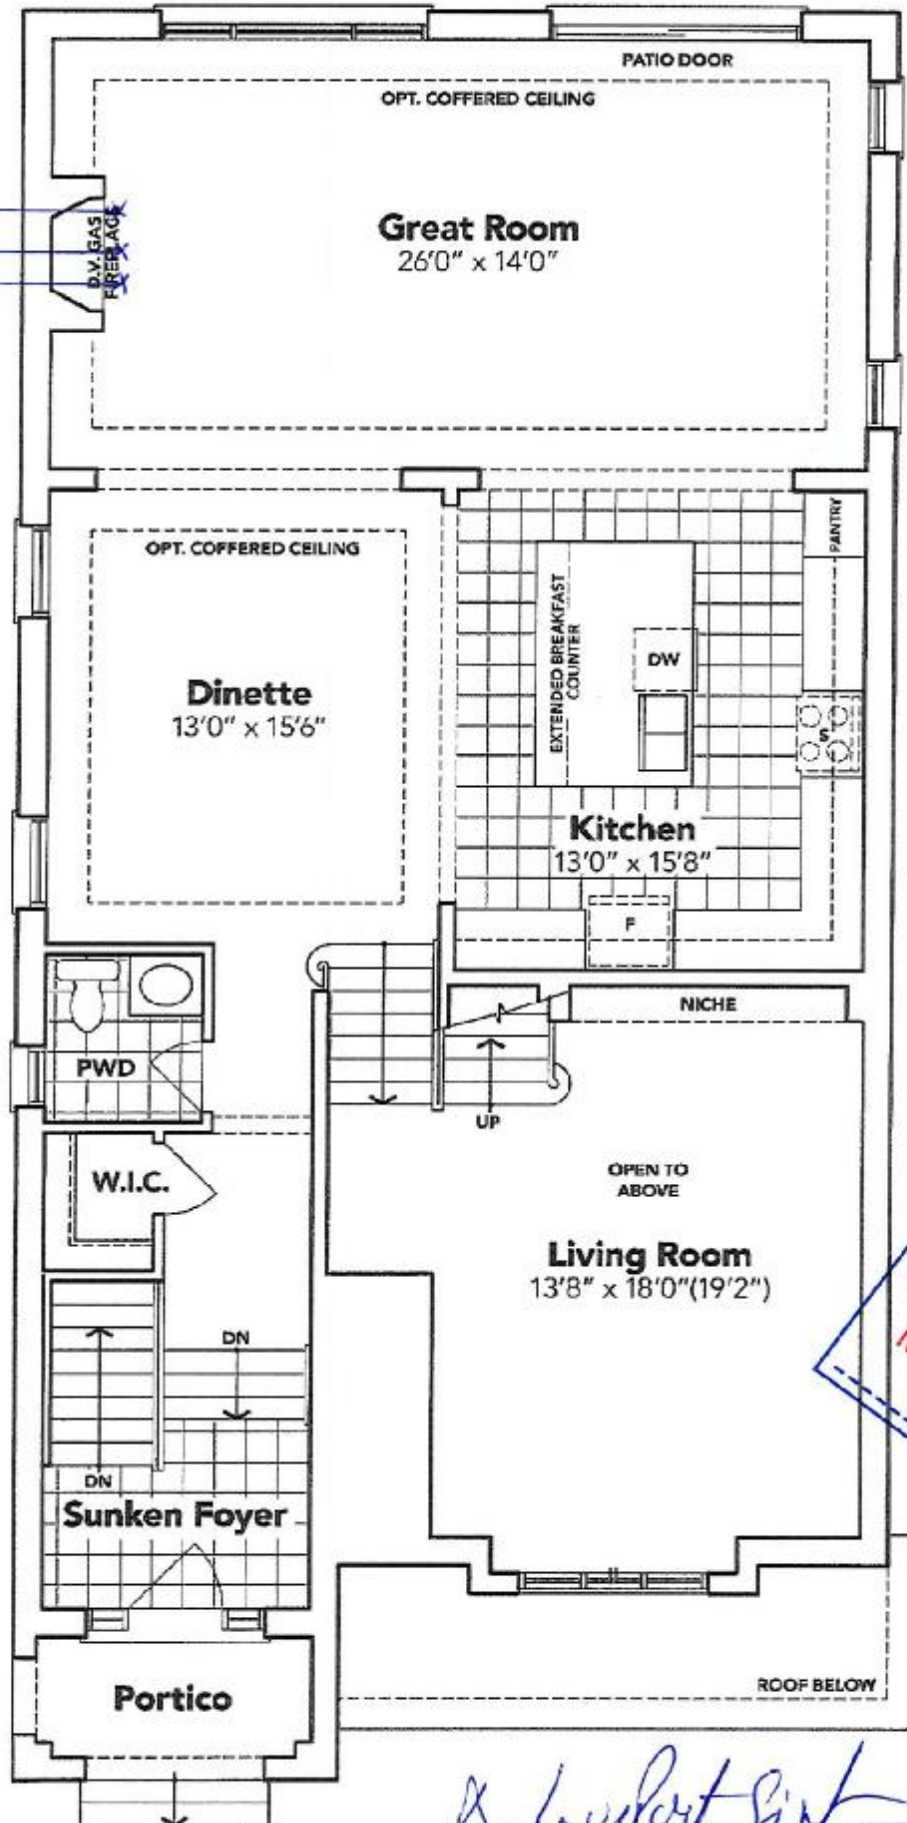 PATIO DOOR
OPT. COFFERED CEILING
D.V. GAS
FIREPLACE
Great Room
26'0" x 14'0"
OPT. COFFERED CEILING
PANTRY
EXTENDED BREAKFAST
COUNTER
DW
Dinette
13'0" x 15'6"
S
Kitchen
13'0" x 15'8"
F
NICHE
PWD
UP
W.I.C.
OPEN TO
ABOVE
Living Room
13'8" x 18'0"(19'2")
DN
DN
Sunken Foyer
Portico
ROOF BELOW